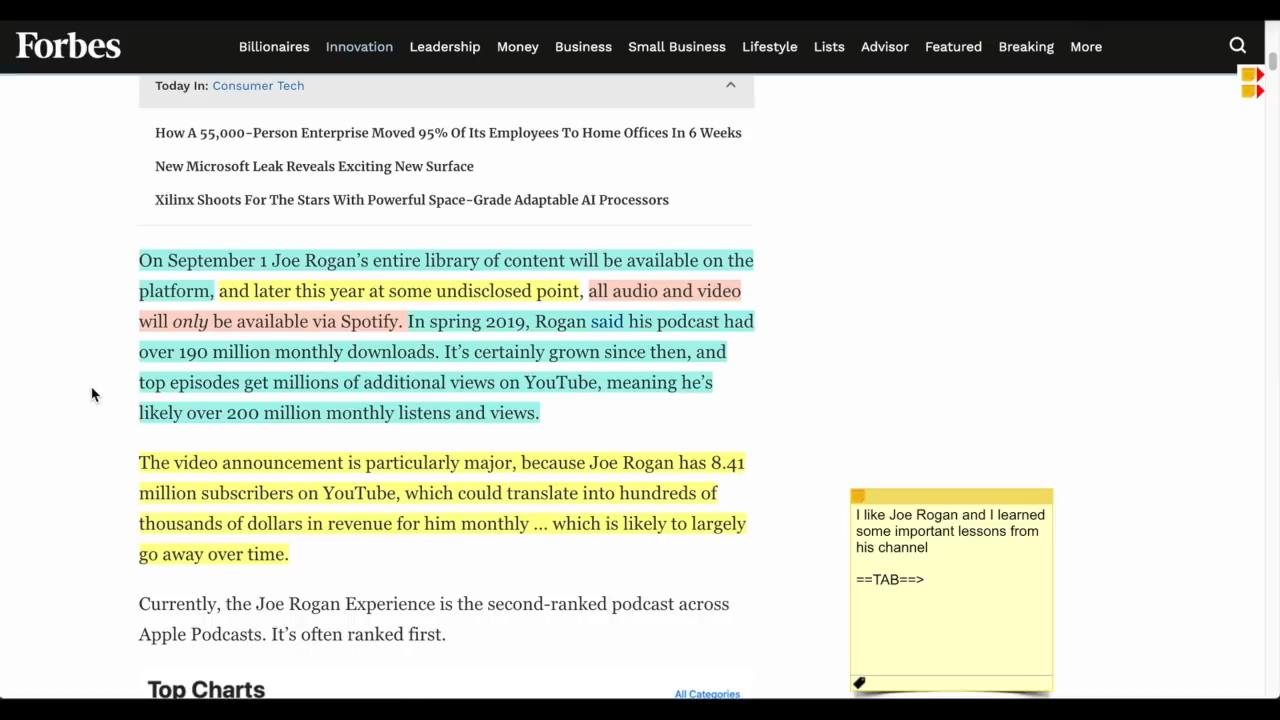 Forbes
Billionaires Innovation Leadership Money Business Small Business Lifestyle Lists Advisor Featured Breaking More
Today In: Consumer Tech
How A 55,000-Person Enterprise Moved 95% Of Its Employees To Home Offices In 6 Weeks
New Microsoft Leak Reveals Exciting New Surface
Xilinx Shoots For The Stars With Powerful Space-Grade Adaptable AI Processors
On September 1 Joe Rogan’s entire library of content will be available on the
platform, and later this year at some undisclosed point, all audio and video
will only be available via Spotify. In spring 2019, Rogan said his podcast had
over 190 million monthly downloads. It’s certainly grown since then, and
top episodes get millions of additional views on YouTube, meaning he’s
likely over 200 million monthly listens and views.
The video announcement is particularly major, because Joe Rogan has 8.41
million subscribers on YouTube, which could translate into hundreds of
thousands of dollars in revenue for him monthly ... which is likely to largely
go away over time.
I like Joe Rogan and I learned
some important lessons from
his channel
==TAB==>
Currently, the Joe Rogan Experience is the second-ranked podcast across
Apple Podcasts. It’s often ranked first.
Top Charts
All Categories